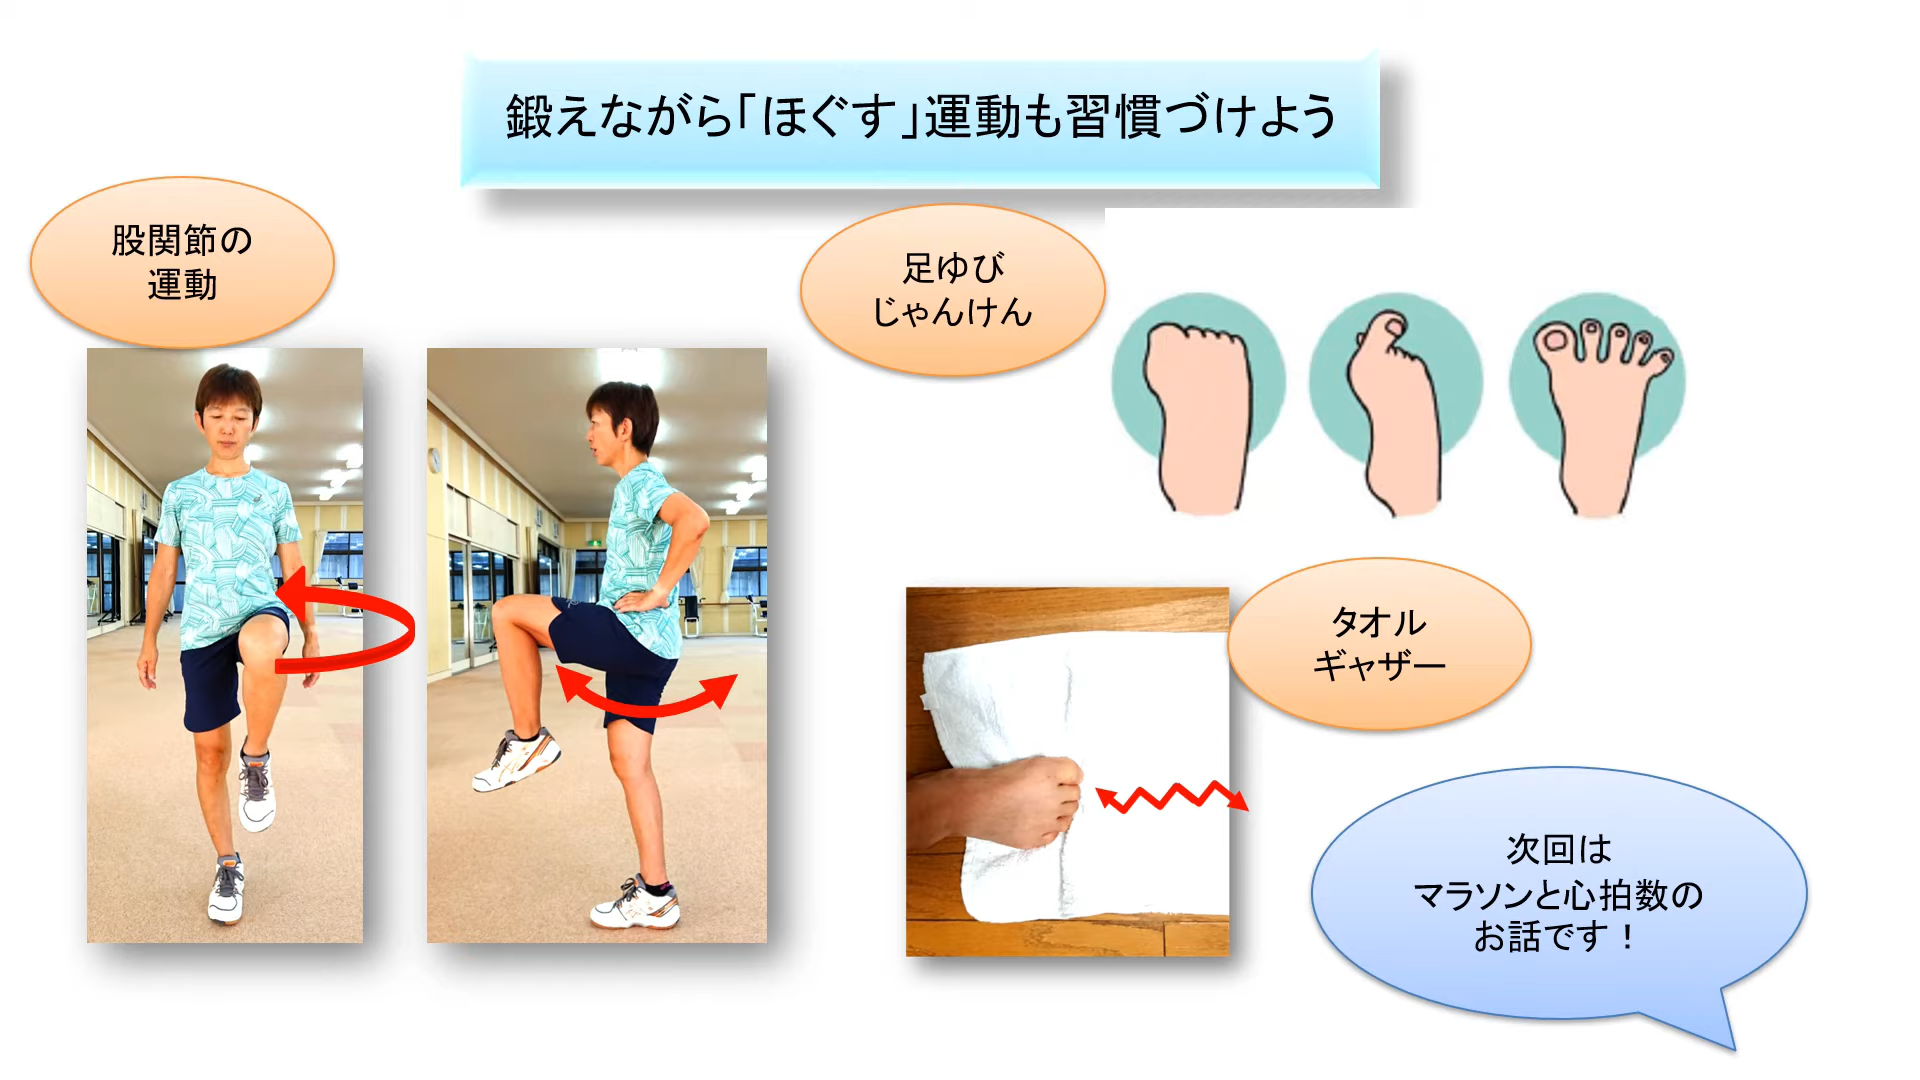 鍛えながら「ほぐす」運動も習慣づけよう
股関節の
運動
足ゆび
じゃんけん
タオル
ギャザー
次回は
マラソンと心拍数の
お話です！